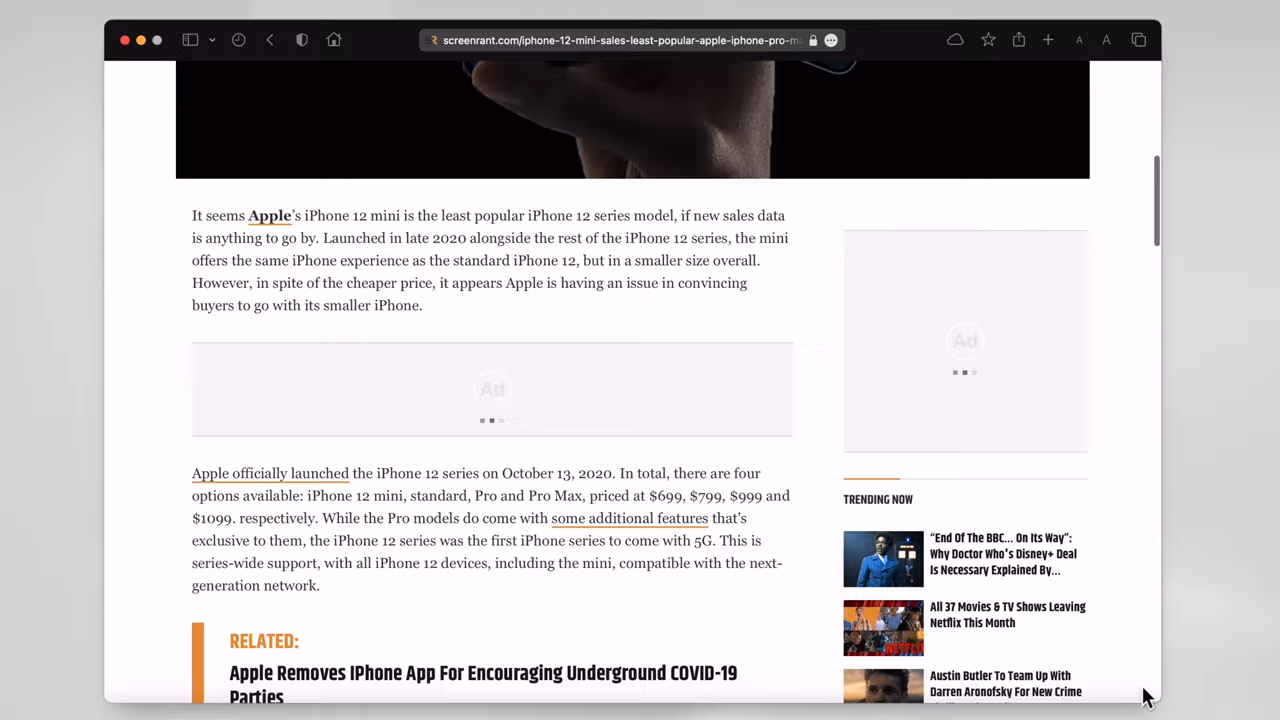 screenrant.com/iphone-12-mini-sales-least-popular-apple-iphone-pro-m
It seems Apple's iPhone 12 mini is the least popular iPhone 12 series model, if new sales data
is anything to go by. Launched in late 2020 alongside the rest of the iPhone 12 series, the mini
offers the same iPhone experience as the standard iPhone 12, but in a smaller size overall.
However, in spite of the cheaper price, it appears Apple is having an issue in convincing
buyers to go with its smaller iPhone.
Ad
Apple officially launched the iPhone 12 series on October 13, 2020. In total, there are four
options available: iPhone 12 mini, standard, Pro and Pro Max, priced at $699, $799, $999 and
$1099. respectively. While the Pro models do come with some additional features that's
exclusive to them, the iPhone 12 series was the first iPhone series to come with 5G. This is
series-wide support, with all iPhone 12 devices, including the mini, compatible with the next-
generation network.
RELATED:
Apple Removes IPhone App For Encouraging Underground COVID-19
Parties
Ad
TRENDING NOW
“End Of The BBC... On Its Way”:
Why Doctor Who's Disney+ Deal
Is Necessary Explained By...
All 37 Movies & TV Shows Leaving
Netflix This Month
NETFLIX
Austin Butler To Team Up With
Darren Aronofsky For New Crime